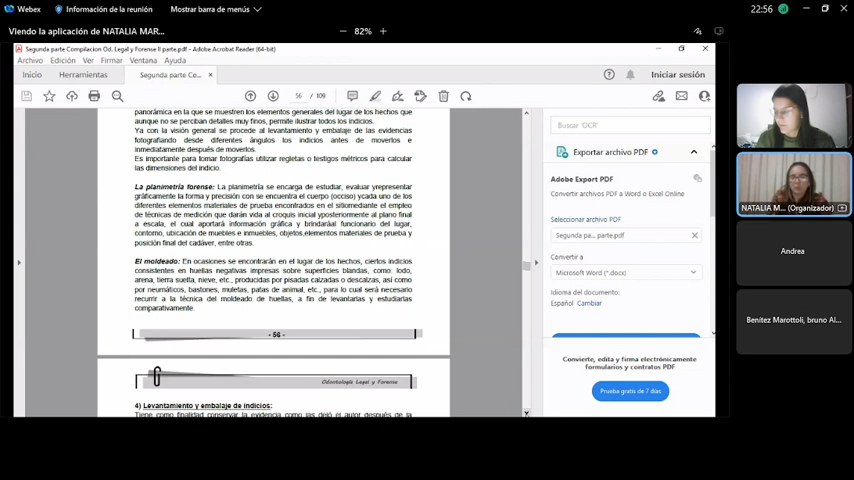 Webex
Información de la reunión
Mostrar barra de menús
22:56
Viendo la aplicación de NATALIA MAR...
82%
Segunda parte Compilacion Od. Legal y Forense II parte.pdf - Adobe Acrobat Reader (64-bit)
Archivo Edición Ver Firmar Ventana Ayuda
Inicio Herramientas Segunda parte Co... × Iniciar sesión
56 / 109
panorámica en la que se muestren los elementos generales del lugar de los hechos que
aunque no se perciban detalles muy finos, permite ilustrar todos los indicios.
Ya con la visión general se procede al levantamiento y embalaje de las evidencias
fotografiando desde diferentes ángulos los indicios antes de moverlos e
inmediatamente después de moverlos.
Es importante para tomar fotografías utilizar regletas o testigos métricos para calcular
las dimensiones del indicio.
La planimetría forense: La planimetría se encarga de estudiar, evaluar yrepresentar
gráficamente la forma y precisión con se encuentra el cuerpo (occiso) ycada uno de los
diferentes elementos materiales de prueba encontrados en el sitiomediante el empleo
de técnicas de medición que darán vida al croquis inicial yposteriormente al plano final
a escala, el cual aportará información gráfica y brindaráal funcionario del lugar,
contorno, ubicación de muebles e inmuebles, objetos,elementos materiales de prueba y
posición final del cadáver, entre otras.
El moldeado: En ocasiones se encontrarán en el lugar de los hechos, ciertos indicios
consistentes en huellas negativas impresas sobre superficies blandas, como: lodo,
arena, tierra suelta, nieve, etc., producidas por pisadas calzadas o descalzas, así como
por neumáticos, bastones, muletas, patas de animal, etc., para lo cual será necesario
recurrir a la técnica del moldeado de huellas, a fin de levantarlas y estudiarlas
comparativamente.
- 56 -
Odontología Legal y Forense
4) Levantamiento y embalaje de indicios:
Tiene como finalidad conservar la evidencia como las dejó el autor después de la
Buscar 'OCR'
Exportar archivo PDF
Adobe Export PDF
Convertir archivos PDF a Word o Excel Online
Seleccionar archivo PDF
Segunda pa... parte.pdf ×
Convertir a
Microsoft Word (*.docx)
Idioma del documento:
Español Cambiar
Convierte, edita y firma electrónicamente
formularios y contratos PDF
Prueba gratis de 7 días
NATALIA M... (Organizador)
Andrea
Benítez Marottoli, bruno Al...